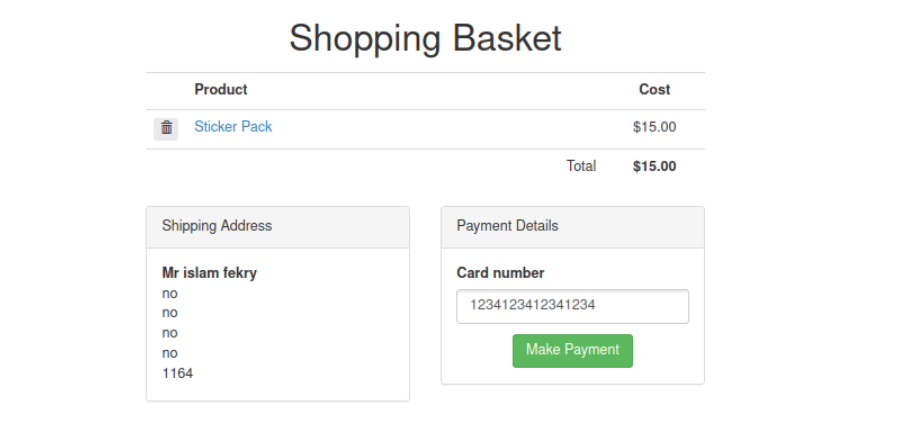 Shopping Basket
Product Cost
Sticker Pack $15.00
Total $15.00
Shipping Address
Mr islam fekry
no
no
no
no
1164
Payment Details
Card number
1234123412341234
Make Payment